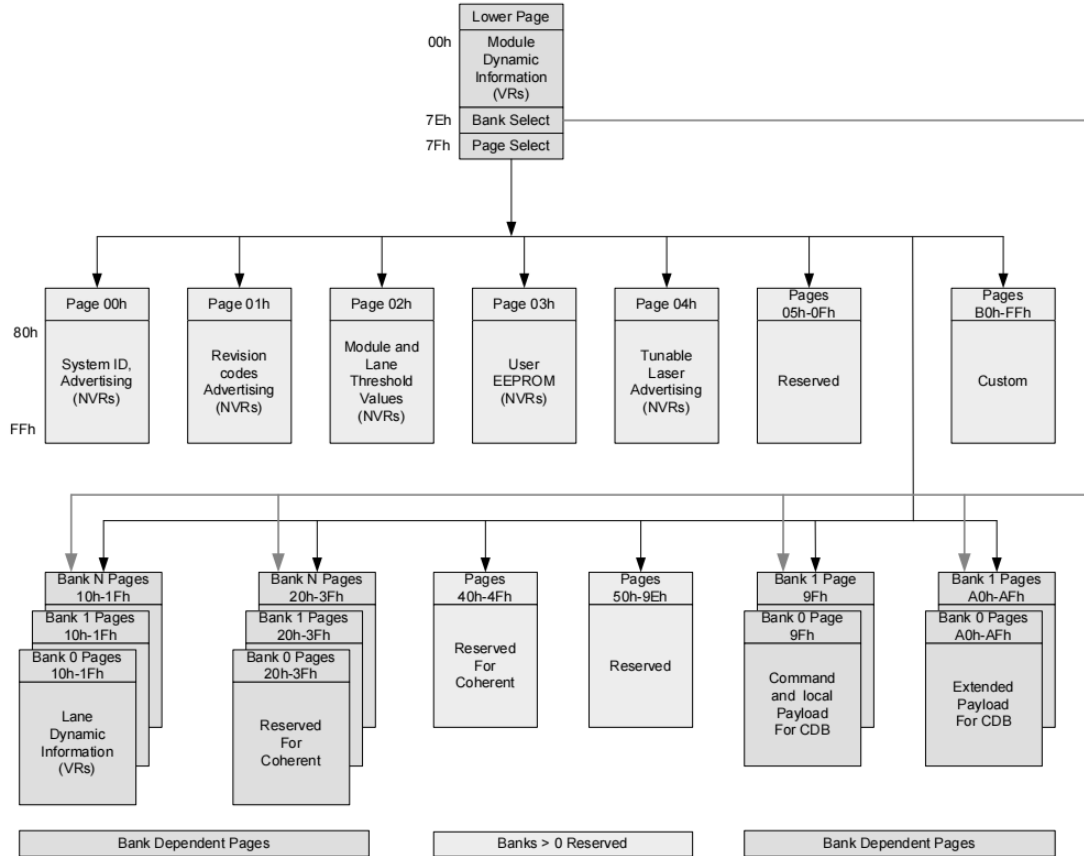 Lower Page
00h
Module
Dynamic
Information
(VRs)
7Eh
Bank Select
7Fh
Page Select
Page 00h
80h
System ID,
Advertising
(NVRs)
FFh
Page 01h
Revision
codes
Advertising
(NVRs)
Page 02h
Module and
Lane
Threshold
Values
(NVRs)
Page 03h
User
EEPROM
(NVRs)
Page 04h
Tunable
Laser
Advertising
(NVRs)
Pages
05h-0Fh
Reserved
Pages
B0h-FFh
Custom
Bank N Pages
10h-1Fh
Bank 1 Pages
10h-1Fh
Bank 0 Pages
10h-1Fh
Lane
Dynamic
Information
(VRs)
Bank N Pages
20h-3Fh
Bank 1 Pages
20h-3Fh
Bank 0 Pages
20h-3Fh
Reserved
For
Coherent
Pages
40h-4Fh
Reserved
For
Coherent
Pages
50h-9Eh
Reserved
Bank 1 Page
9Fh
Bank 0 Page
9Fh
Command
and local
Payload
For CDB
Bank 1 Pages
A0h-AFh
Bank 0 Pages
A0h-AFh
Extended
Payload
For CDB
Bank Dependent Pages
Banks > 0 Reserved
Bank Dependent Pages